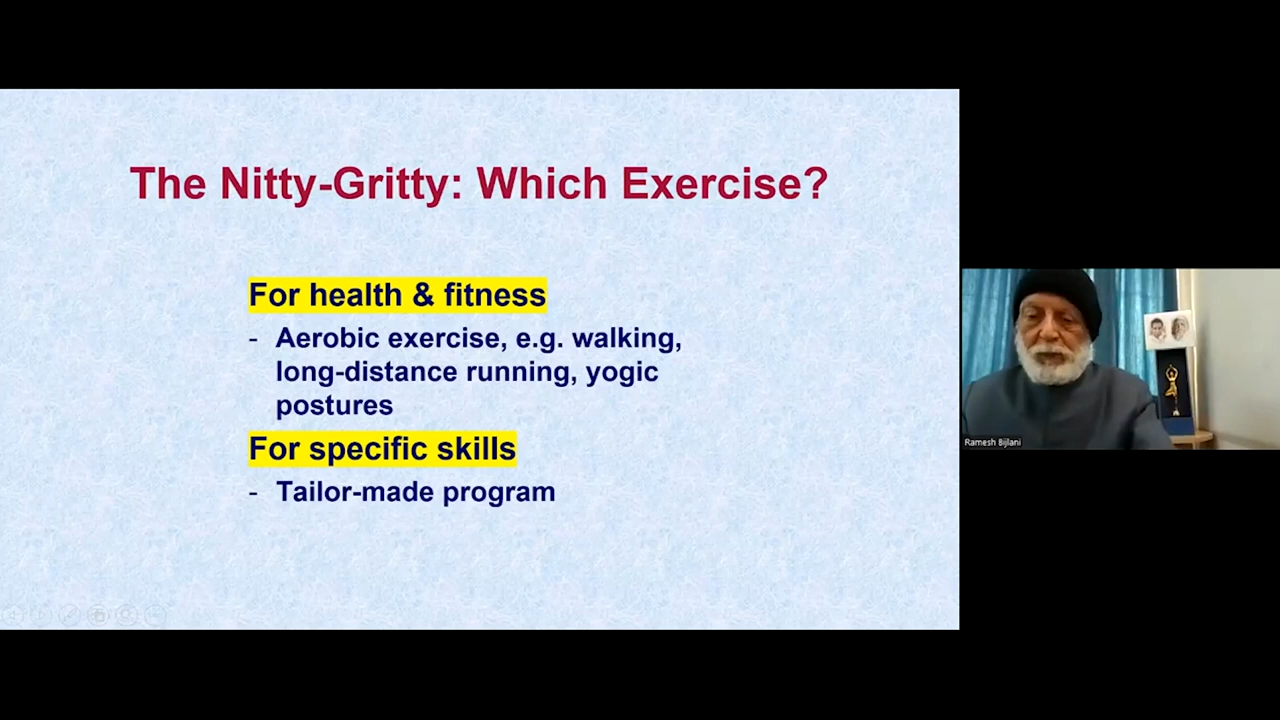 The Nitty-Gritty: Which Exercise?
For health & fitness
- Aerobic exercise, e.g. walking,
long-distance running, yogic
postures
For specific skills
- Tailor-made program
Ramesh Bijlani